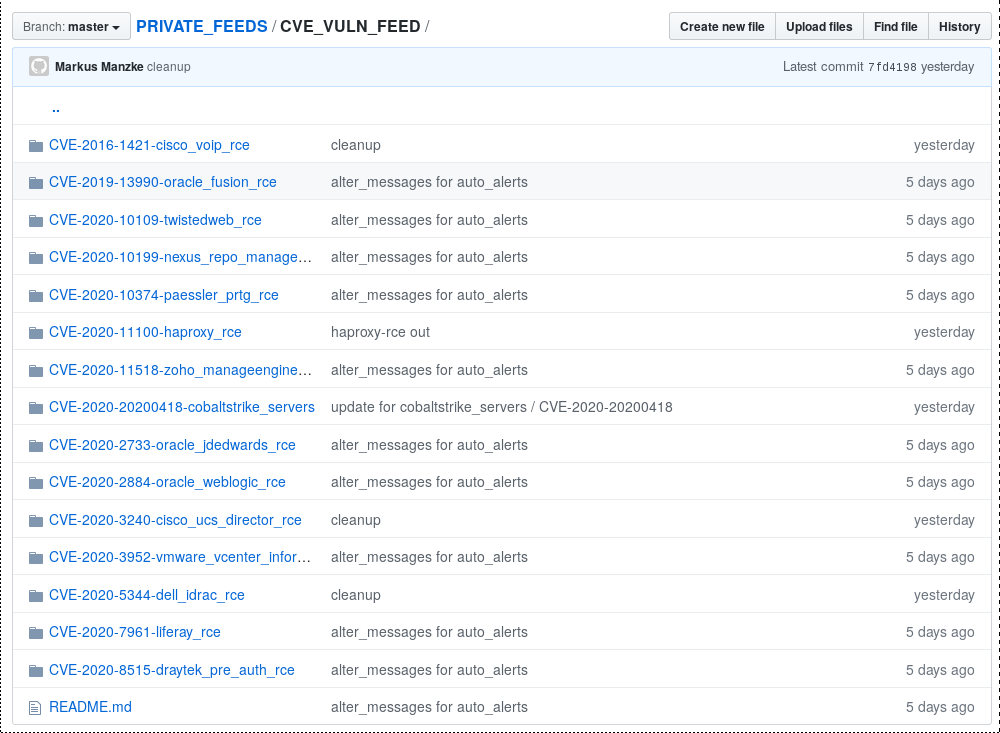 Branch: master PRIVATE_FEEDS / CVE_VULN_FEED / Create new file Upload files Find file History
Markus Manzke cleanup Latest commit 7fd4198 yesterday
..
CVE-2016-1421-cisco_voip_rce cleanup yesterday
CVE-2019-13990-oracle_fusion_rce alter_messages for auto_alerts 5 days ago
CVE-2020-10109-twistedweb_rce alter_messages for auto_alerts 5 days ago
CVE-2020-10199-nexus_repo_manage... alter_messages for auto_alerts 5 days ago
CVE-2020-10374-paessler_prtg_rce alter_messages for auto_alerts 5 days ago
CVE-2020-11100-haproxy_rce haproxy-rce out yesterday
CVE-2020-11518-zoho_manageengine... alter_messages for auto_alerts 5 days ago
CVE-2020-20200418-cobaltstrike_servers update for cobaltstrike_servers / CVE-2020-20200418 yesterday
CVE-2020-2733-oracle_jdedwards_rce alter_messages for auto_alerts 5 days ago
CVE-2020-2884-oracle_weblogic_rce alter_messages for auto_alerts 5 days ago
CVE-2020-3240-cisco_ucs_director_rce cleanup yesterday
CVE-2020-3952-vmware_vcenter_infor... alter_messages for auto_alerts 5 days ago
CVE-2020-5344-dell_idrac_rce cleanup yesterday
CVE-2020-7961-liferay_rce alter_messages for auto_alerts 5 days ago
CVE-2020-8515-draytek_pre_auth_rce alter_messages for auto_alerts 5 days ago
README.md alter_messages for auto_alerts 5 days ago